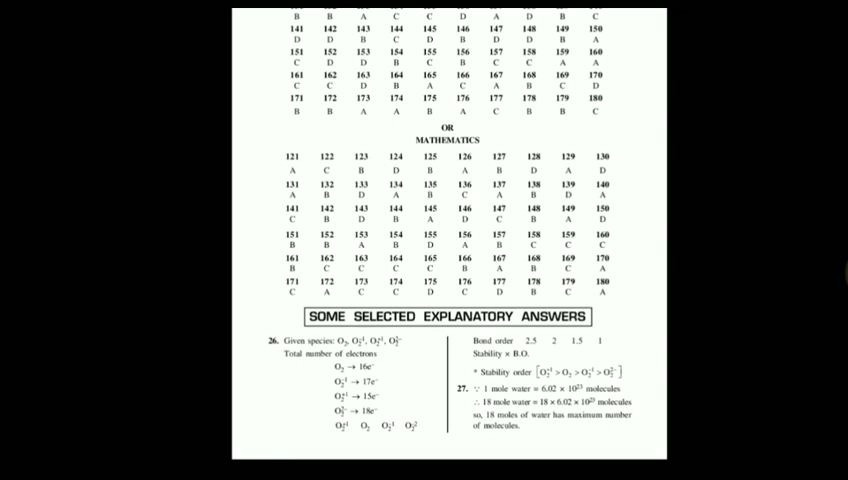 B B A C C D A D B C
141 142 143 144 145 146 147 148 149 150
D D B C D B D D B A
151 152 153 154 155 156 157 158 159 160
C D D B C B C C A A
161 162 163 164 165 166 167 168 169 170
C C D B A C A B C D
171 172 173 174 175 176 177 178 179 180
B B A A B A C B B C
OR
MATHEMATICS
121 122 123 124 125 126 127 128 129 130
A C B D B A B D A D
131 132 133 134 135 136 137 138 139 140
A B D A B C A B D A
141 142 143 144 145 146 147 148 149 150
C B D B A D C B A D
151 152 153 154 155 156 157 158 159 160
B B A B D A B C C C
161 162 163 164 165 166 167 168 169 170
B C C C C B A B C A
171 172 173 174 175 176 177 178 179 180
C A C C D C D B C A
SOME SELECTED EXPLANATORY ANSWERS
26. Given species: O₂, O₂⁻¹, O₂⁺¹, O₂²⁻
Total number of electrons
O₂ → 16e⁻
O₂⁻¹ → 17e⁻
O₂⁺¹ → 15e⁻
O₂²⁻ → 18e⁻
O₂⁺¹ O₂ O₂⁻¹ O₂⁻²
Bond order 2.5 2 1.5 1
Stability × B.O.
* Stability order [O₂⁺¹ > O₂ > O₂⁻¹ > O₂²⁻]
27. ∵ 1 mole water = 6.02 × 10²³ molecules
∴ 18 mole water = 18 × 6.02 × 10²³ molecules
so, 18 moles of water has maximum number
of molecules.